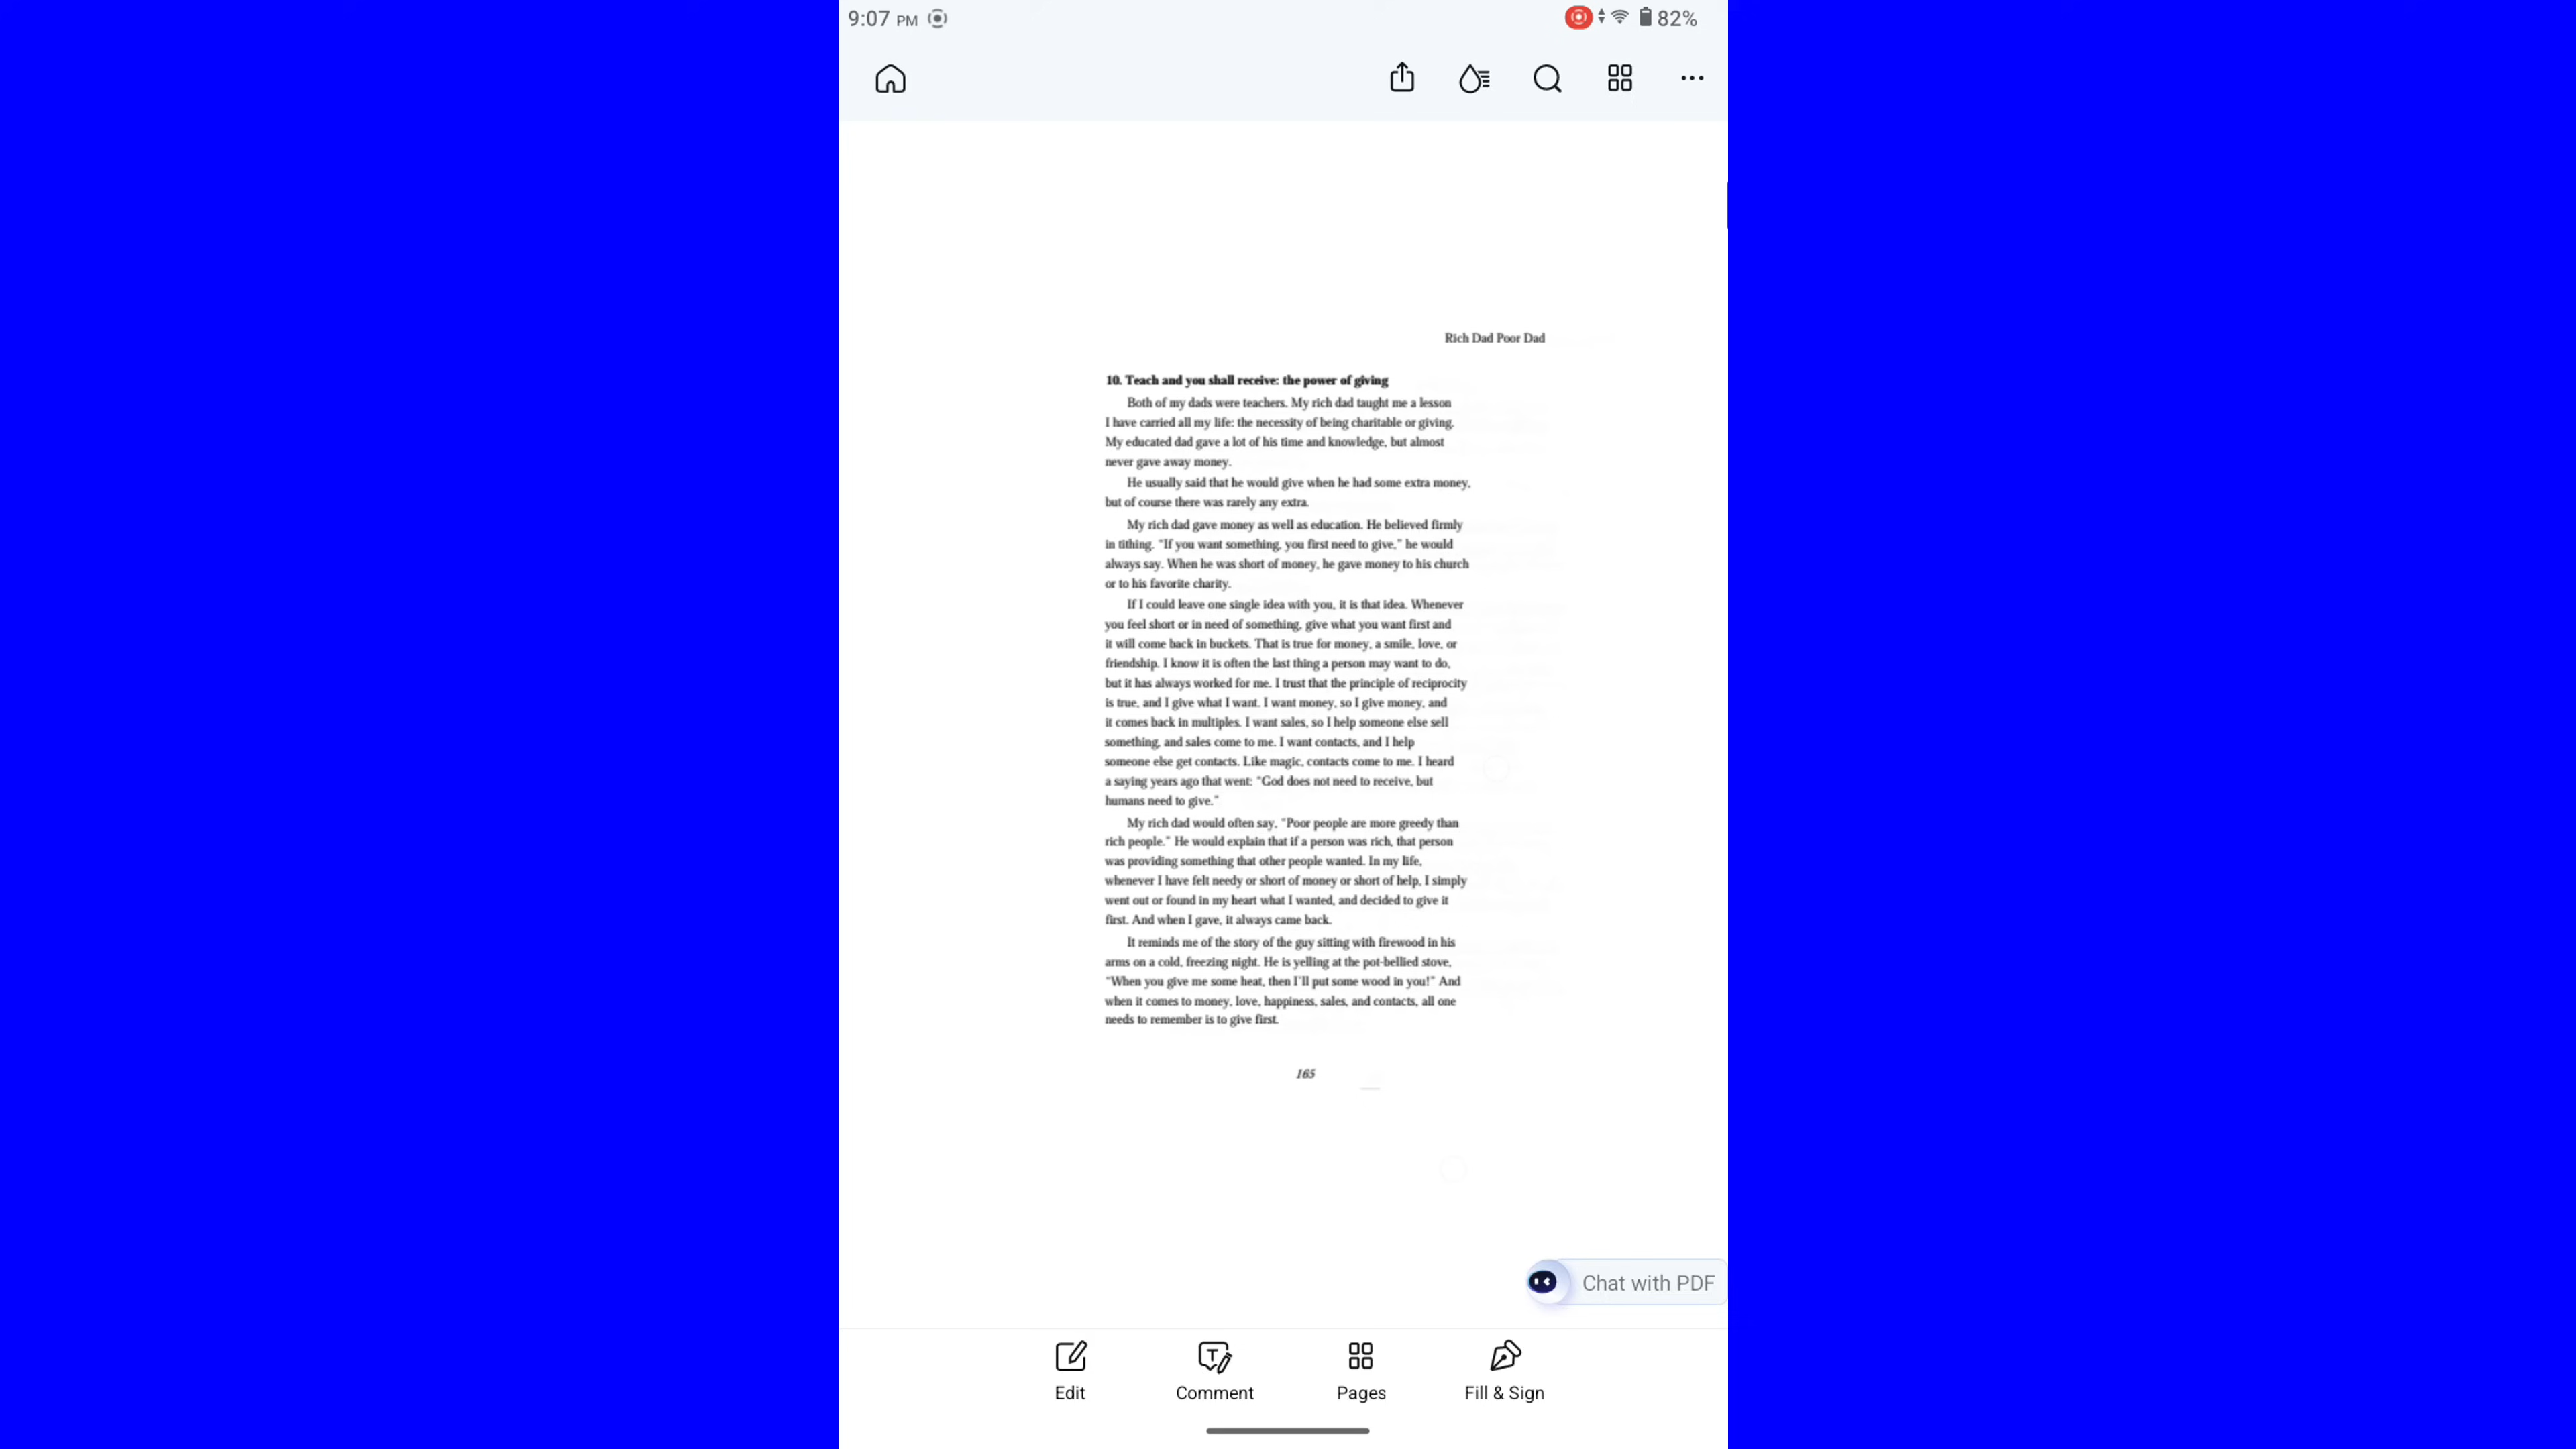 9:07 PM
82%
Rich Dad Poor Dad
10. Teach and you shall receive: the power of giving
Both of my dads were teachers. My rich dad taught me a lesson
I have carried all my life: the necessity of being charitable or giving.
My educated dad gave a lot of his time and knowledge, but almost
never gave away money.
He usually said that he would give when he had some extra money,
but of course there was rarely any extra.
My rich dad gave money as well as education. He believed firmly
in tithing. “If you want something, you first need to give,” he would
always say. When he was short of money, he gave money to his church
or to his favorite charity.
If I could leave one single idea with you, it is that idea. Whenever
you feel short or in need of something, give what you want first and
it will come back in buckets. That is true for money, a smile, love, or
friendship. I know it is often the last thing a person may want to do,
but it has always worked for me. I trust that the principle of reciprocity
is true, and I give what I want. I want money, so I give money, and
it comes back in multiples. I want sales, so I help someone else sell
something, and sales come to me. I want contacts, and I help
someone else get contacts. Like magic, contacts come to me. I heard
a saying years ago that went: “God does not need to receive, but
humans need to give.”
My rich dad would often say, “Poor people are more greedy than
rich people.” He would explain that if a person was rich, that person
was providing something that other people wanted. In my life,
whenever I have felt needy or short of money or short of help, I simply
went out or found in my heart what I wanted, and decided to give it
first. And when I gave, it always came back.
It reminds me of the story of the guy sitting with firewood in his
arms on a cold, freezing night. He is yelling at the pot-bellied stove,
“When you give me some heat, then I’ll put some wood in you!” And
when it comes to money, love, happiness, sales, and contacts, all one
needs to remember is to give first.
165
Chat with PDF
Edit
Comment
Pages
Fill & Sign